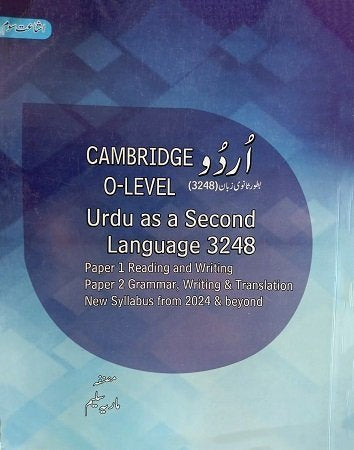 اشاعت سوم
CAMBRIDGE اُردُو
O-LEVEL بطور ثانوی زبان (3248)
Urdu as a Second
Language 3248
Paper 1 Reading and Writing
Paper 2 Grammar, Writing & Translation
New Syllabus from 2024 & beyond
مصنفہ
ماریہ سلیم